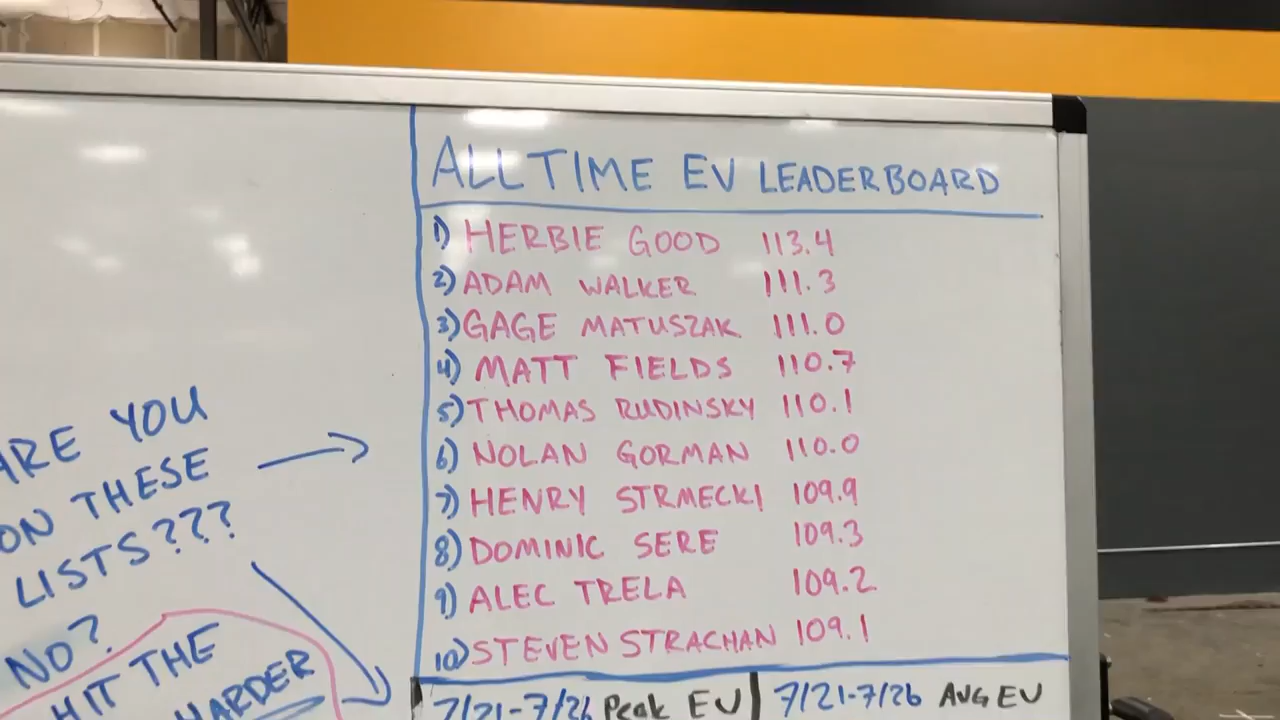 ALL TIME EV LEADERBOARD
1) HERBIE GOOD 113.4
2) ADAM WALKER 111.3
3) GAGE MATUSZAK 111.0
4) MATT FIELDS 110.7
5) THOMAS RUDINSKY 110.1
6) NOLAN GORMAN 110.0
7) HENRY STRMECKI 109.9
8) DOMINIC SERE 109.3
9) ALEC TRELA 109.2
10) STEVEN STRACHAN 109.1
7/21-7/26 Peak EV
7/21-7/26 AVG EV
ARE YOU
ON THESE
LISTS???
NO?
HIT THE
HARDER